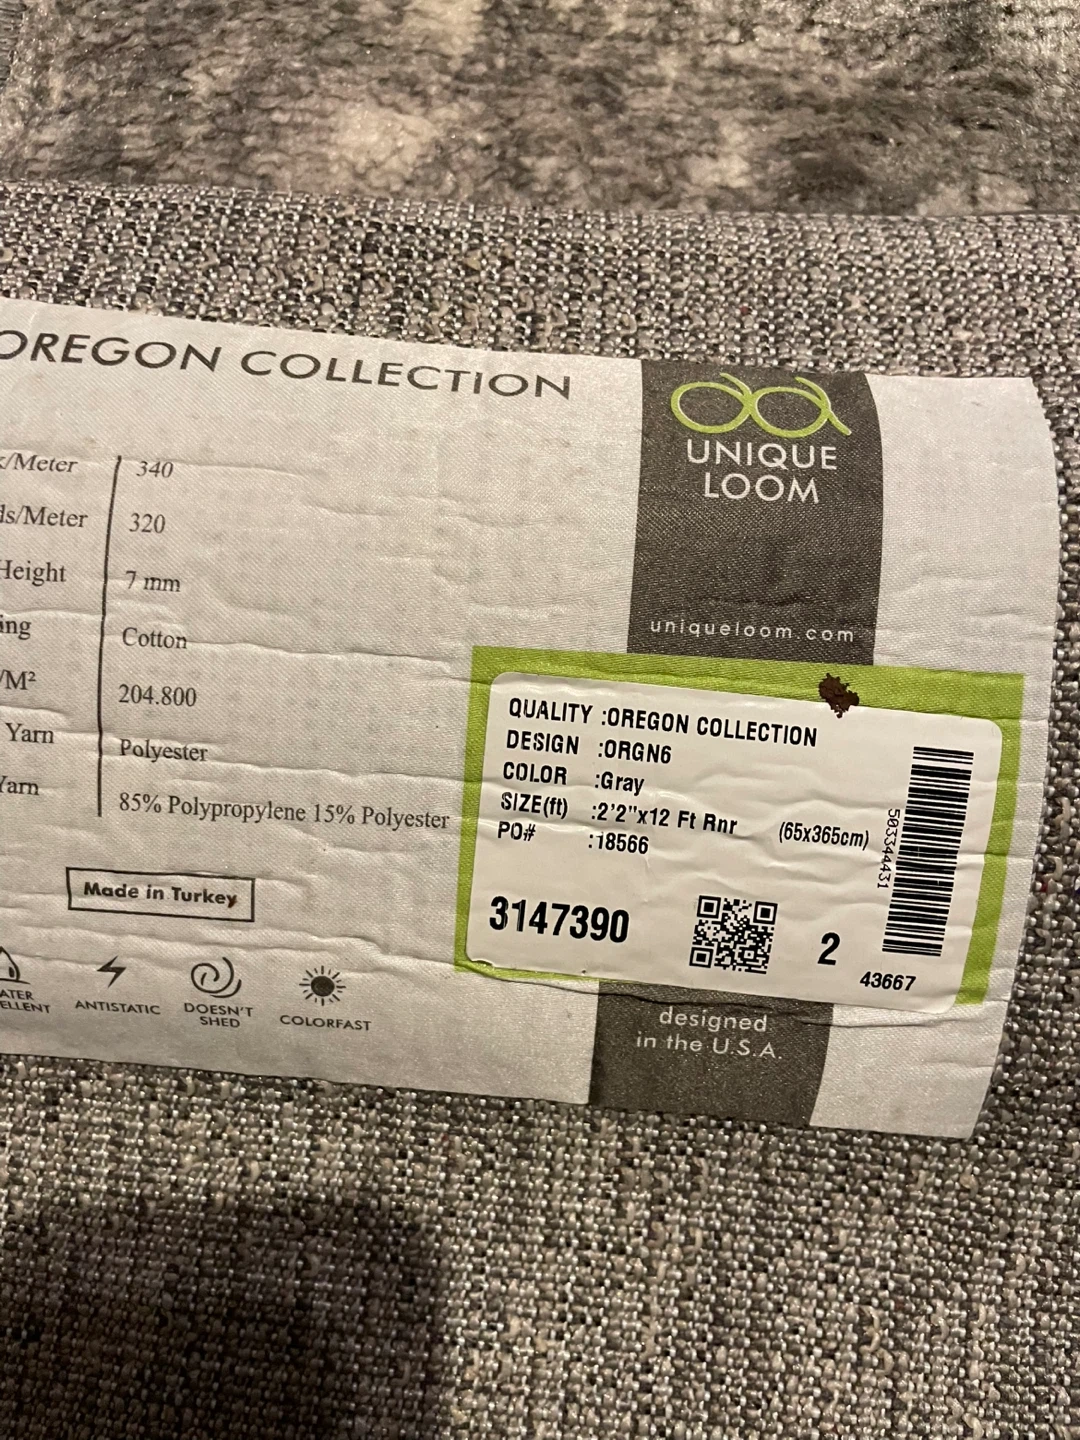 OREGON COLLECTION
/Meter 340
ds/Meter 320
Height 7 mm
ing Cotton
/M² 204.800
Yarn Polyester
Yarn 85% Polypropylene 15% Polyester
Made in Turkey
ATER
ELLENT
ANTISTATIC
DOESN'T
SHED
COLORFAST
UNIQUE
LOOM
uniqueloom.com
QUALITY :OREGON COLLECTION
DESIGN :ORGN6
COLOR :Gray
SIZE(ft) :2'2"x12 Ft Rnr (65x365cm)
PO# :18566
3147390
2
43667
503344431
designed
in the U.S.A.